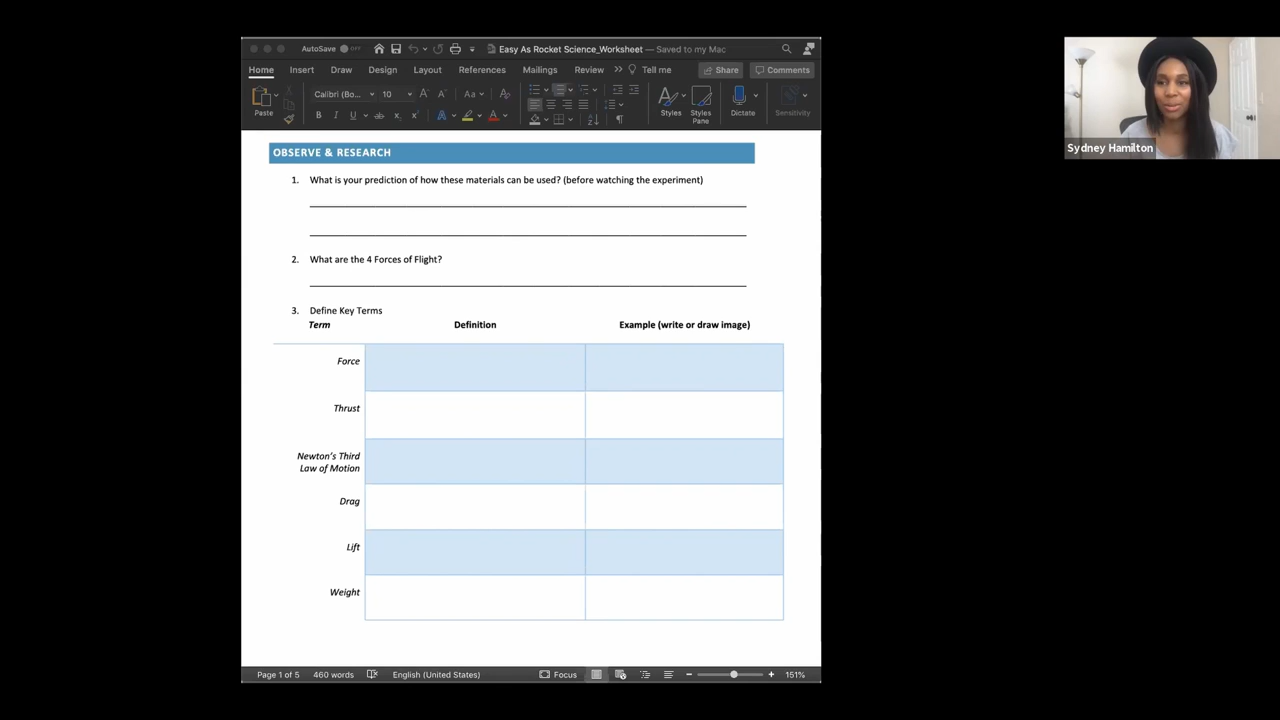 AutoSave OFF
Easy As Rocket Science_Worksheet — Saved to my Mac
Home Insert Draw Design Layout References Mailings Review Tell me Share Comments
Paste Calibri (Bo... 10 Styles Styles Pane Dictate Sensitivity
OBSERVE & RESEARCH
1. What is your prediction of how these materials can be used? (before watching the experiment)
2. What are the 4 Forces of Flight?
3. Define Key Terms
Term Definition Example (write or draw image)
Force
Thrust
Newton's Third
Law of Motion
Drag
Lift
Weight
Page 1 of 5 460 words English (United States) Focus 151%
Sydney Hamilton